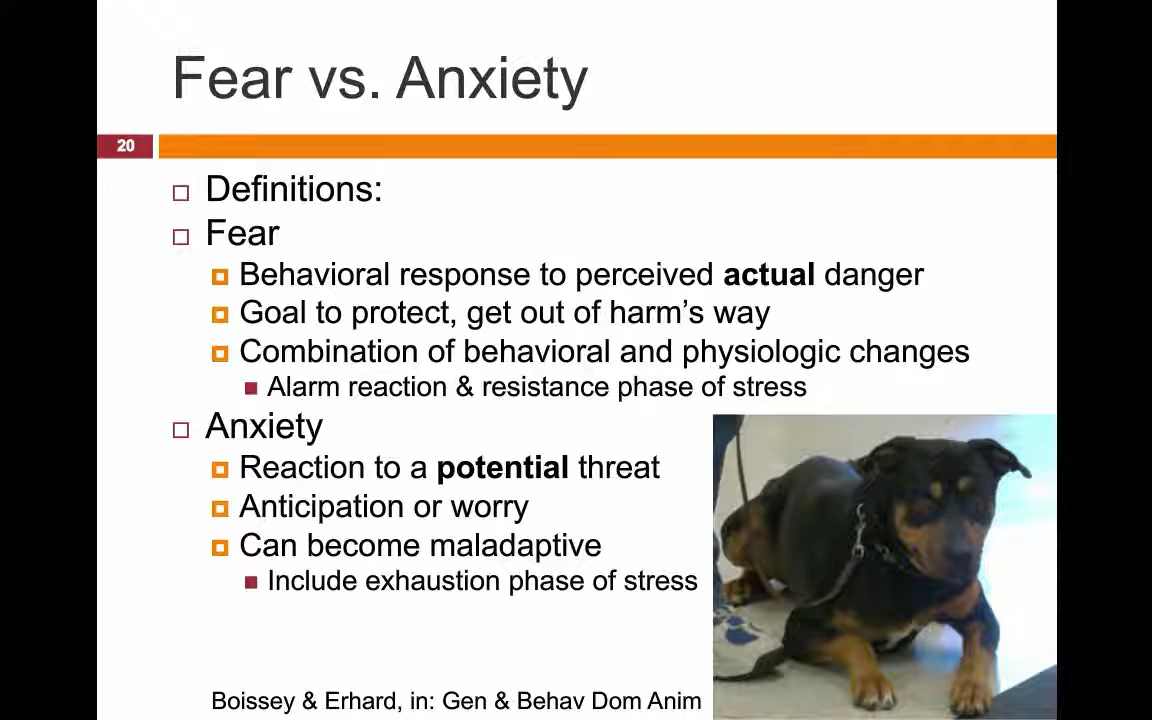 Fear vs. Anxiety
20
Definitions:
Fear
Behavioral response to perceived actual danger
Goal to protect, get out of harm’s way
Combination of behavioral and physiologic changes
Alarm reaction & resistance phase of stress
Anxiety
Reaction to a potential threat
Anticipation or worry
Can become maladaptive
Include exhaustion phase of stress
Boissey & Erhard, in: Gen & Behav Dom Anim